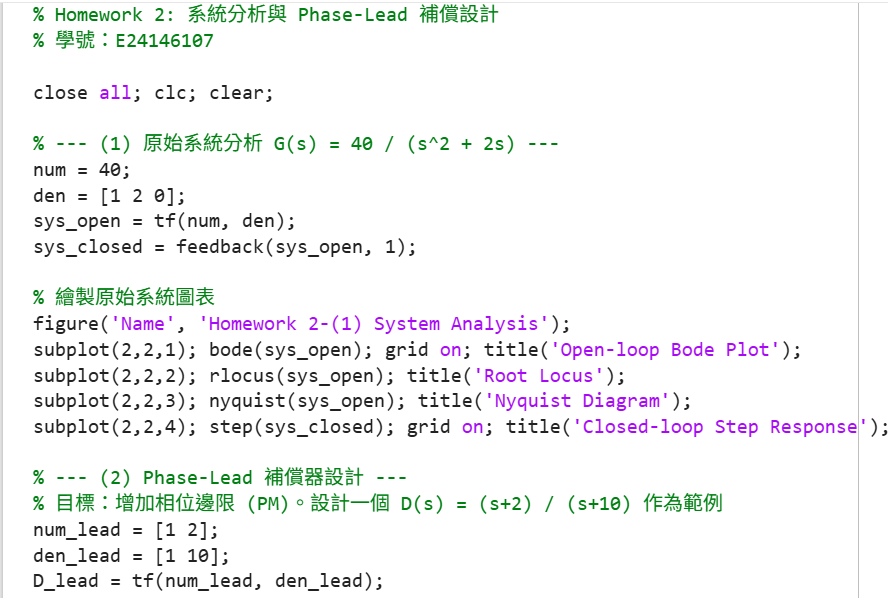 % Homework 2: 系統分析與 Phase-Lead 補償設計
% 學號：E24146107
close all; clc; clear;
% --- (1) 原始系統分析 G(s) = 40 / (s^2 + 2s) ---
num = 40;
den = [1 2 0];
sys_open = tf(num, den);
sys_closed = feedback(sys_open, 1);
% 繪製原始系統圖表
figure('Name', 'Homework 2-(1) System Analysis');
subplot(2,2,1); bode(sys_open); grid on; title('Open-loop Bode Plot');
subplot(2,2,2); rlocus(sys_open); title('Root Locus');
subplot(2,2,3); nyquist(sys_open); title('Nyquist Diagram');
subplot(2,2,4); step(sys_closed); grid on; title('Closed-loop Step Response');
% --- (2) Phase-Lead 補償器設計 ---
% 目標：增加相位邊限 (PM)。設計一個 D(s) = (s+2) / (s+10) 作為範例
num_lead = [1 2];
den_lead = [1 10];
D_lead = tf(num_lead, den_lead);